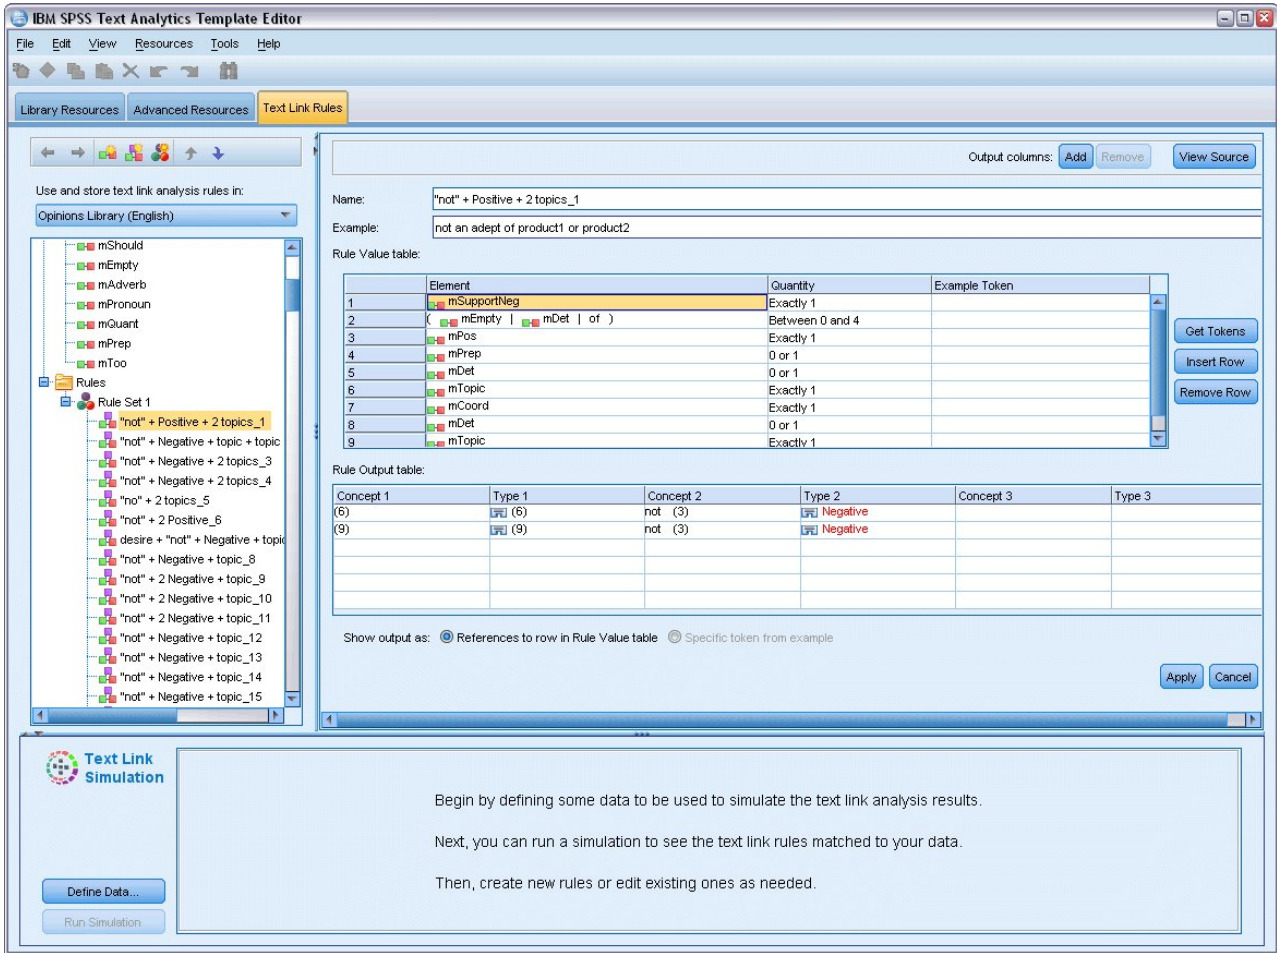 IBM SPSS Text Analytics Template Editor
File Edit View Resources Tools Help
Library Resources Advanced Resources Text Link Rules
Output columns: Add Remove View Source
Use and store text link analysis rules in:
Opinions Library (English)
mShould
mEmpty
mAdverb
mPronoun
mQuant
mPrep
mToo
Rules
Rule Set 1
"not" + Positive + 2 topics_1
"not" + Negative + topic + topic
"not" + Negative + 2 topics_3
"not" + Negative + 2 topics_4
"no" + 2 topics_5
"not" + 2 Positive_6
desire + "not" + Negative + topic
"not" + Negative + topic_8
"not" + 2 Negative + topic_9
"not" + 2 Negative + topic_10
"not" + 2 Negative + topic_11
"not" + Negative + topic_12
"not" + Negative + topic_13
"not" + Negative + topic_14
"not" + Negative + topic_15
Name: "not" + Positive + 2 topics_1
Example: not an adept of product1 or product2
Rule Value table:
Element Quantity Example Token
1 mSupportNeg Exactly 1
2 ( mEmpty | mDet | of ) Between 0 and 4
3 mPos Exactly 1
4 mPrep 0 or 1
5 mDet 0 or 1
6 mTopic Exactly 1
7 mCoord Exactly 1
8 mDet 0 or 1
9 mTopic Exactly 1
Get Tokens
Insert Row
Remove Row
Rule Output table:
Concept 1 Type 1 Concept 2 Type 2 Concept 3 Type 3
(6) (6) not (3) Negative
(9) (9) not (3) Negative
Show output as: References to row in Rule Value table Specific token from example
Apply Cancel
Text Link
Simulation
Define Data...
Run Simulation
Begin by defining some data to be used to simulate the text link analysis results.
Next, you can run a simulation to see the text link rules matched to your data.
Then, create new rules or edit existing ones as needed.